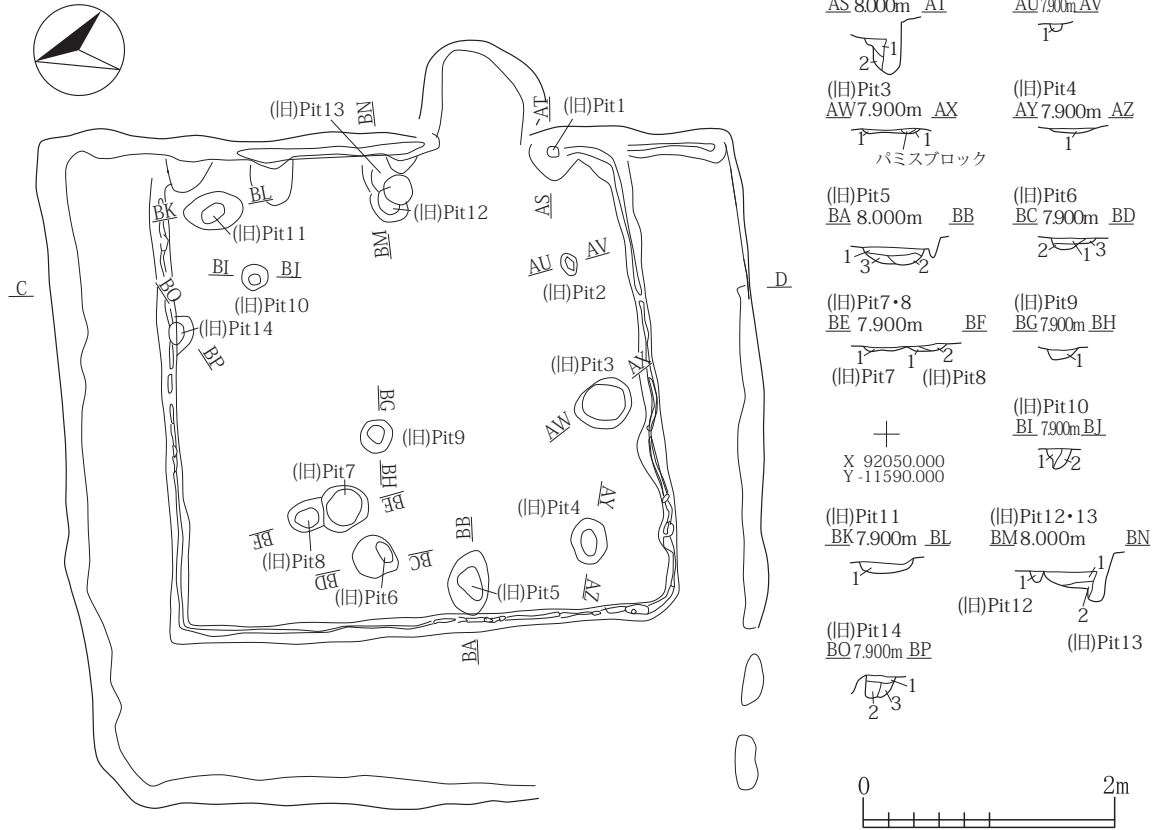 (旧)Pit13
BN
AT
(旧)Pit1
BL
BK
(旧)Pit11
(旧)Pit12
BM
AS
AU AV
(旧)Pit2
BI BJ
(旧)Pit10
C
D
BO
(旧)Pit14
BP
(旧)Pit3
AX
AW
BG
(旧)Pit9
BH
(旧)Pit7
BE
BF
(旧)Pit8
BD
BC
(旧)Pit6
BB
(旧)Pit5
BA
(旧)Pit4
AY
AZ
AS 8.000m AT
1
2
AU 7.900m AV
1
(旧)Pit3
AW 7.900m AX
1 1
パミスブロック
(旧)Pit4
AY 7.900m AZ
1
(旧)Pit5
BA 8.000m BB
1
3 2
(旧)Pit6
BC 7.900m BD
2 1 3
(旧)Pit7・8
BE 7.900m BF
1 1 2
(旧)Pit7 (旧)Pit8
(旧)Pit9
BG 7.900m BH
1
(旧)Pit10
BI 7.900m BJ
1 2
X 92050.000
Y -11590.000
(旧)Pit11
BK 7.900m BL
1
(旧)Pit12・13
BM 8.000m BN
1 1
(旧)Pit12
2
(旧)Pit13
(旧)Pit14
BO 7.900m BP
1
2 3
0 2m